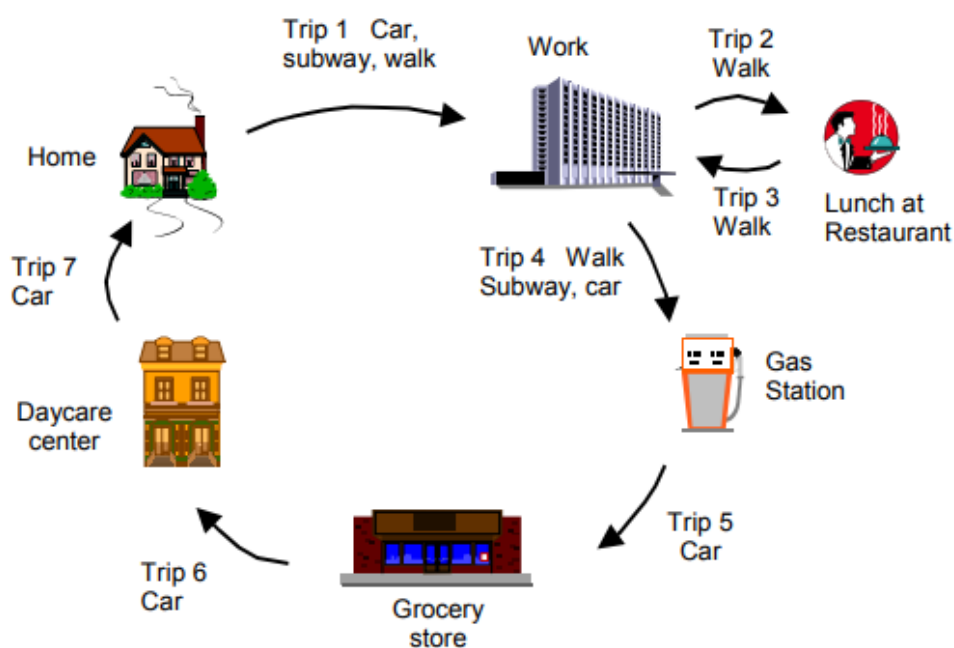 Trip 1 Car,
subway, walk
Work
Trip 2
Walk
Home
Trip 3
Walk
Lunch at
Restaurant
Trip 7
Car
Trip 4 Walk
Subway, car
Gas
Station
Daycare
center
Trip 5
Car
Trip 6
Car
Grocery
store